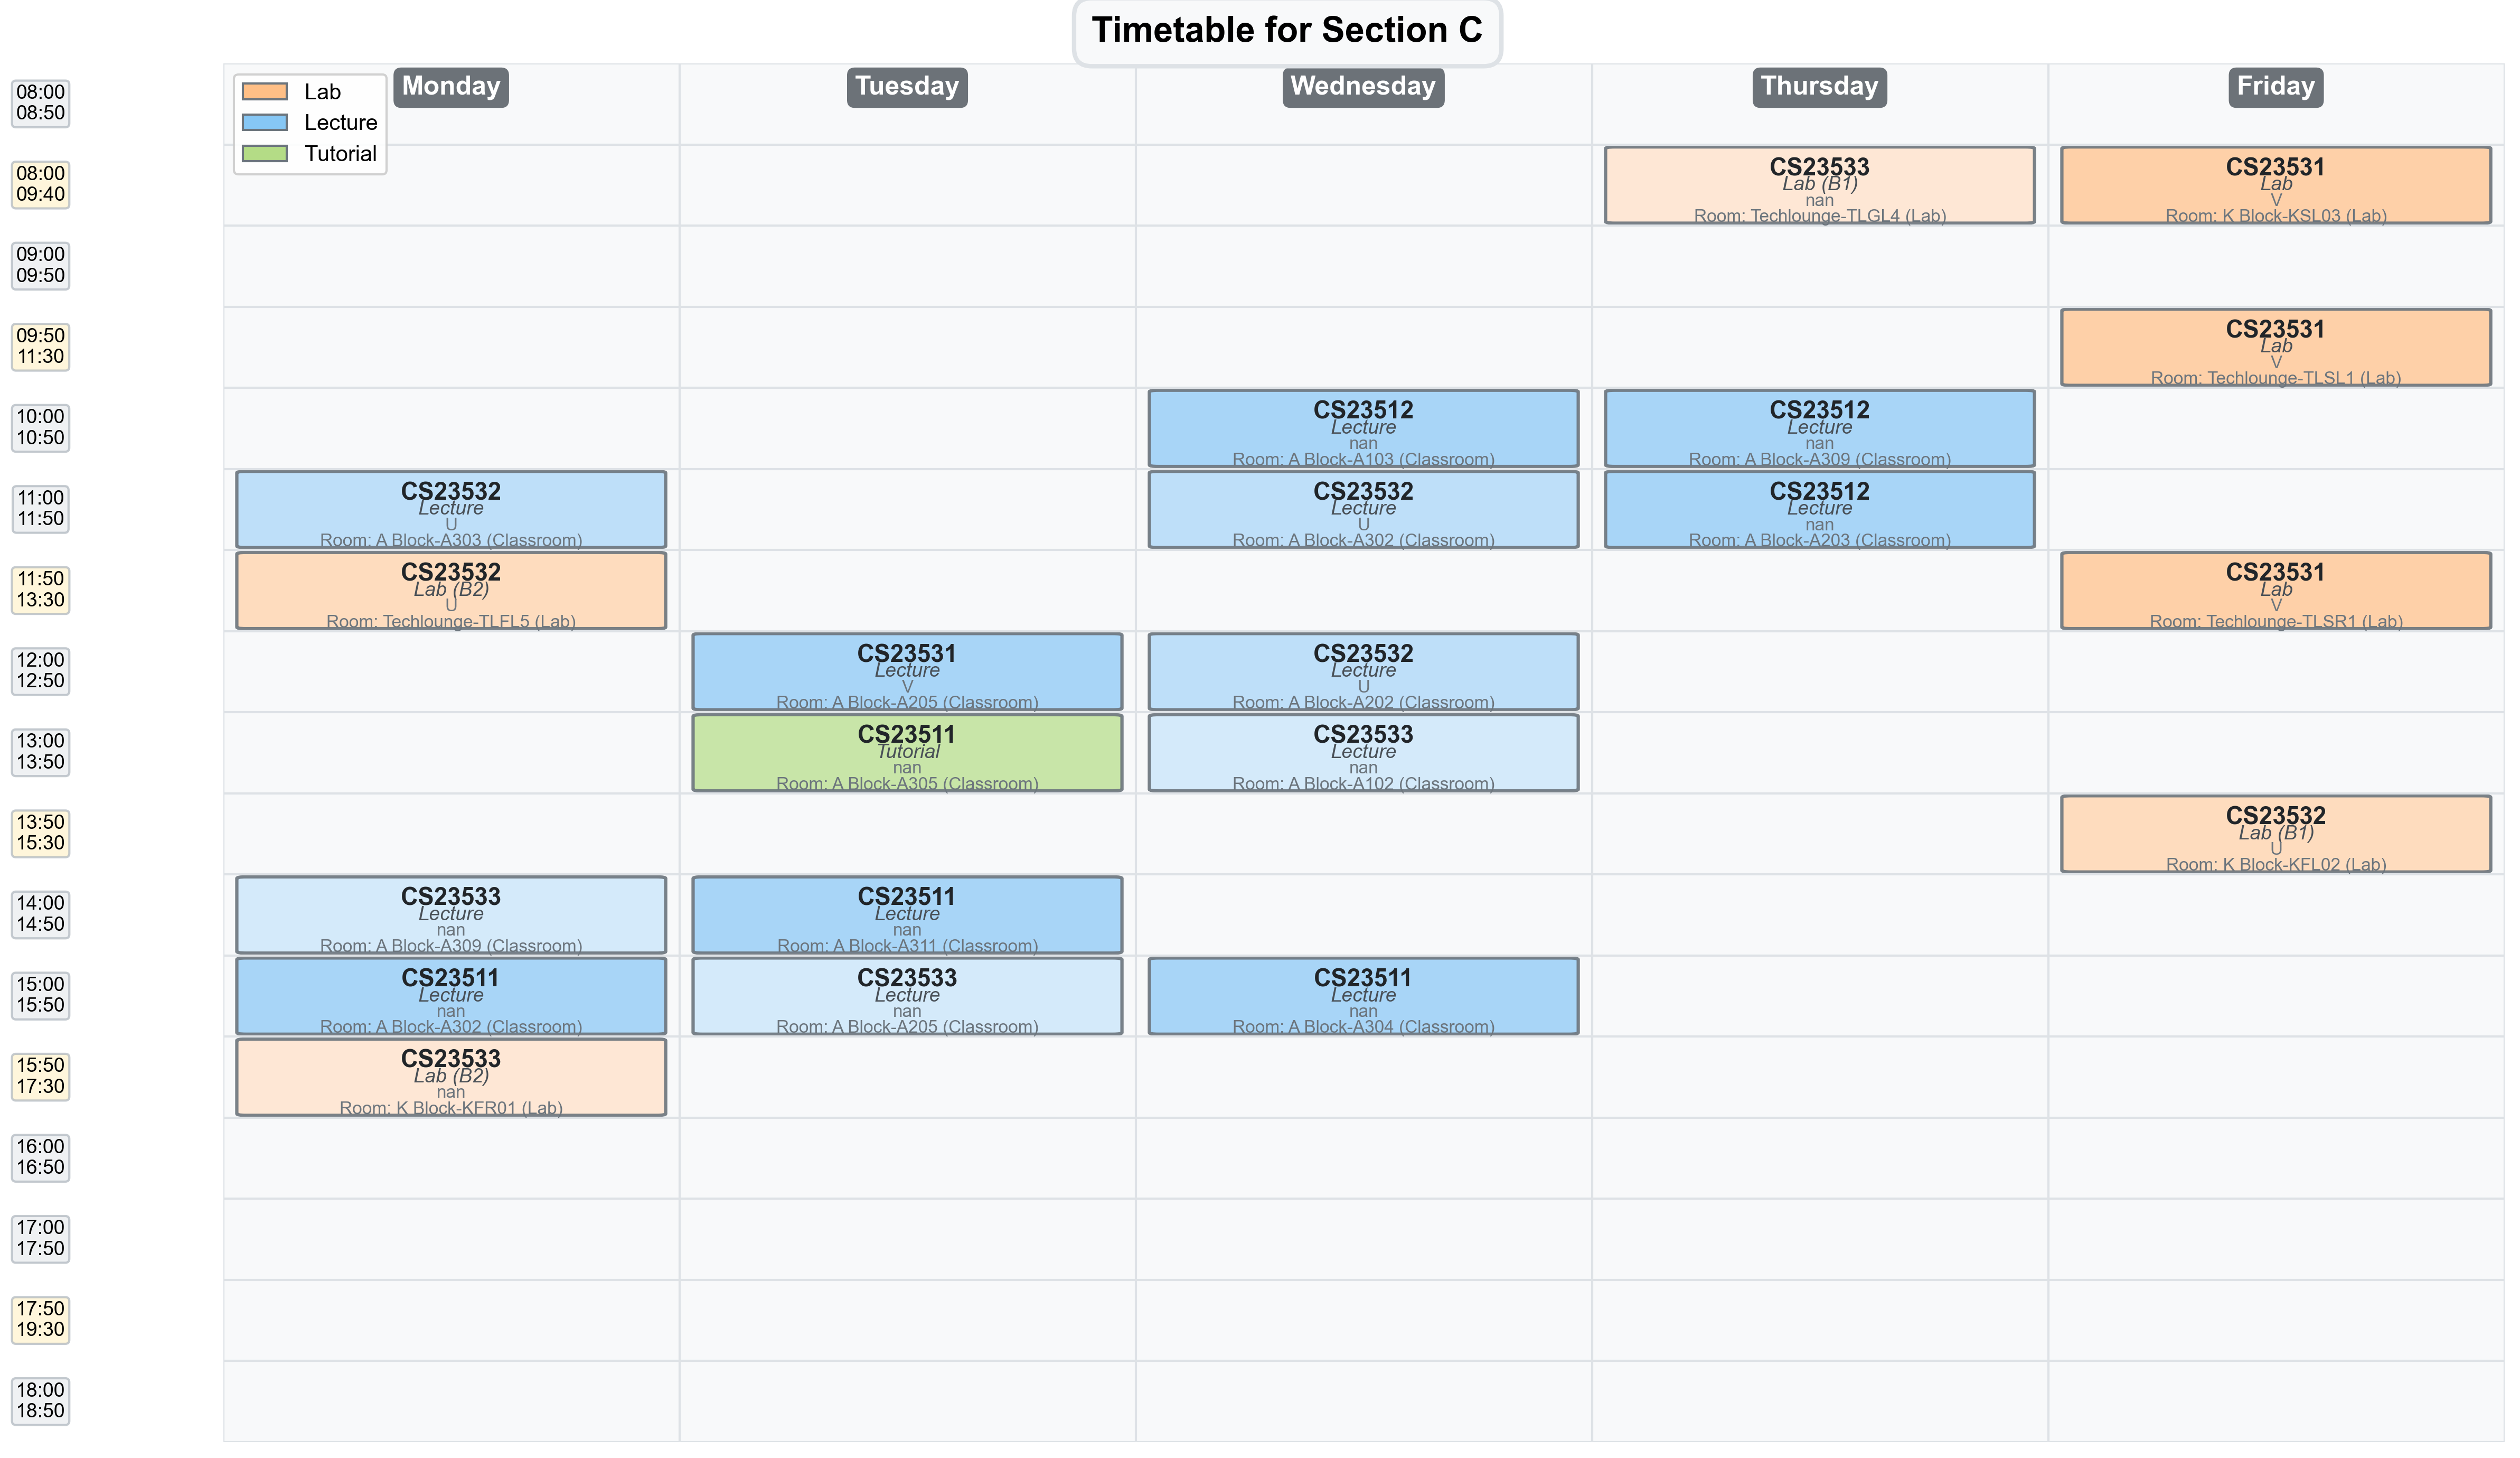 Timetable for Section C
Lab
Lecture
Tutorial
Monday
Tuesday
Wednesday
Thursday
Friday
08:00
08:50
08:00
09:40
CS23533
Lab (B1)
nan
Room: Techlounge-TLGL4 (Lab)
CS23531
Lab
V
Room: K Block-KSL03 (Lab)
09:00
09:50
09:50
11:30
CS23531
Lab
V
Room: Techlounge-TLSL1 (Lab)
10:00
10:50
CS23512
Lecture
nan
Room: A Block-A103 (Classroom)
CS23512
Lecture
nan
Room: A Block-A309 (Classroom)
11:00
11:50
CS23532
Lecture
U
Room: A Block-A303 (Classroom)
CS23532
Lecture
U
Room: A Block-A302 (Classroom)
CS23512
Lecture
nan
Room: A Block-A203 (Classroom)
11:50
13:30
CS23532
Lab (B2)
U
Room: Techlounge-TLFL5 (Lab)
CS23531
Lab
V
Room: Techlounge-TLSR1 (Lab)
12:00
12:50
CS23531
Lecture
V
Room: A Block-A205 (Classroom)
CS23532
Lecture
U
Room: A Block-A202 (Classroom)
13:00
13:50
CS23511
Tutorial
nan
Room: A Block-A305 (Classroom)
CS23533
Lecture
nan
Room: A Block-A102 (Classroom)
13:50
15:30
CS23532
Lab (B1)
U
Room: K Block-KFL02 (Lab)
14:00
14:50
CS23533
Lecture
nan
Room: A Block-A309 (Classroom)
CS23511
Lecture
nan
Room: A Block-A311 (Classroom)
15:00
15:50
CS23511
Lecture
nan
Room: A Block-A302 (Classroom)
CS23533
Lecture
nan
Room: A Block-A205 (Classroom)
CS23511
Lecture
nan
Room: A Block-A304 (Classroom)
15:50
17:30
CS23533
Lab (B2)
nan
Room: K Block-KFR01 (Lab)
16:00
16:50
17:00
17:50
17:50
19:30
18:00
18:50